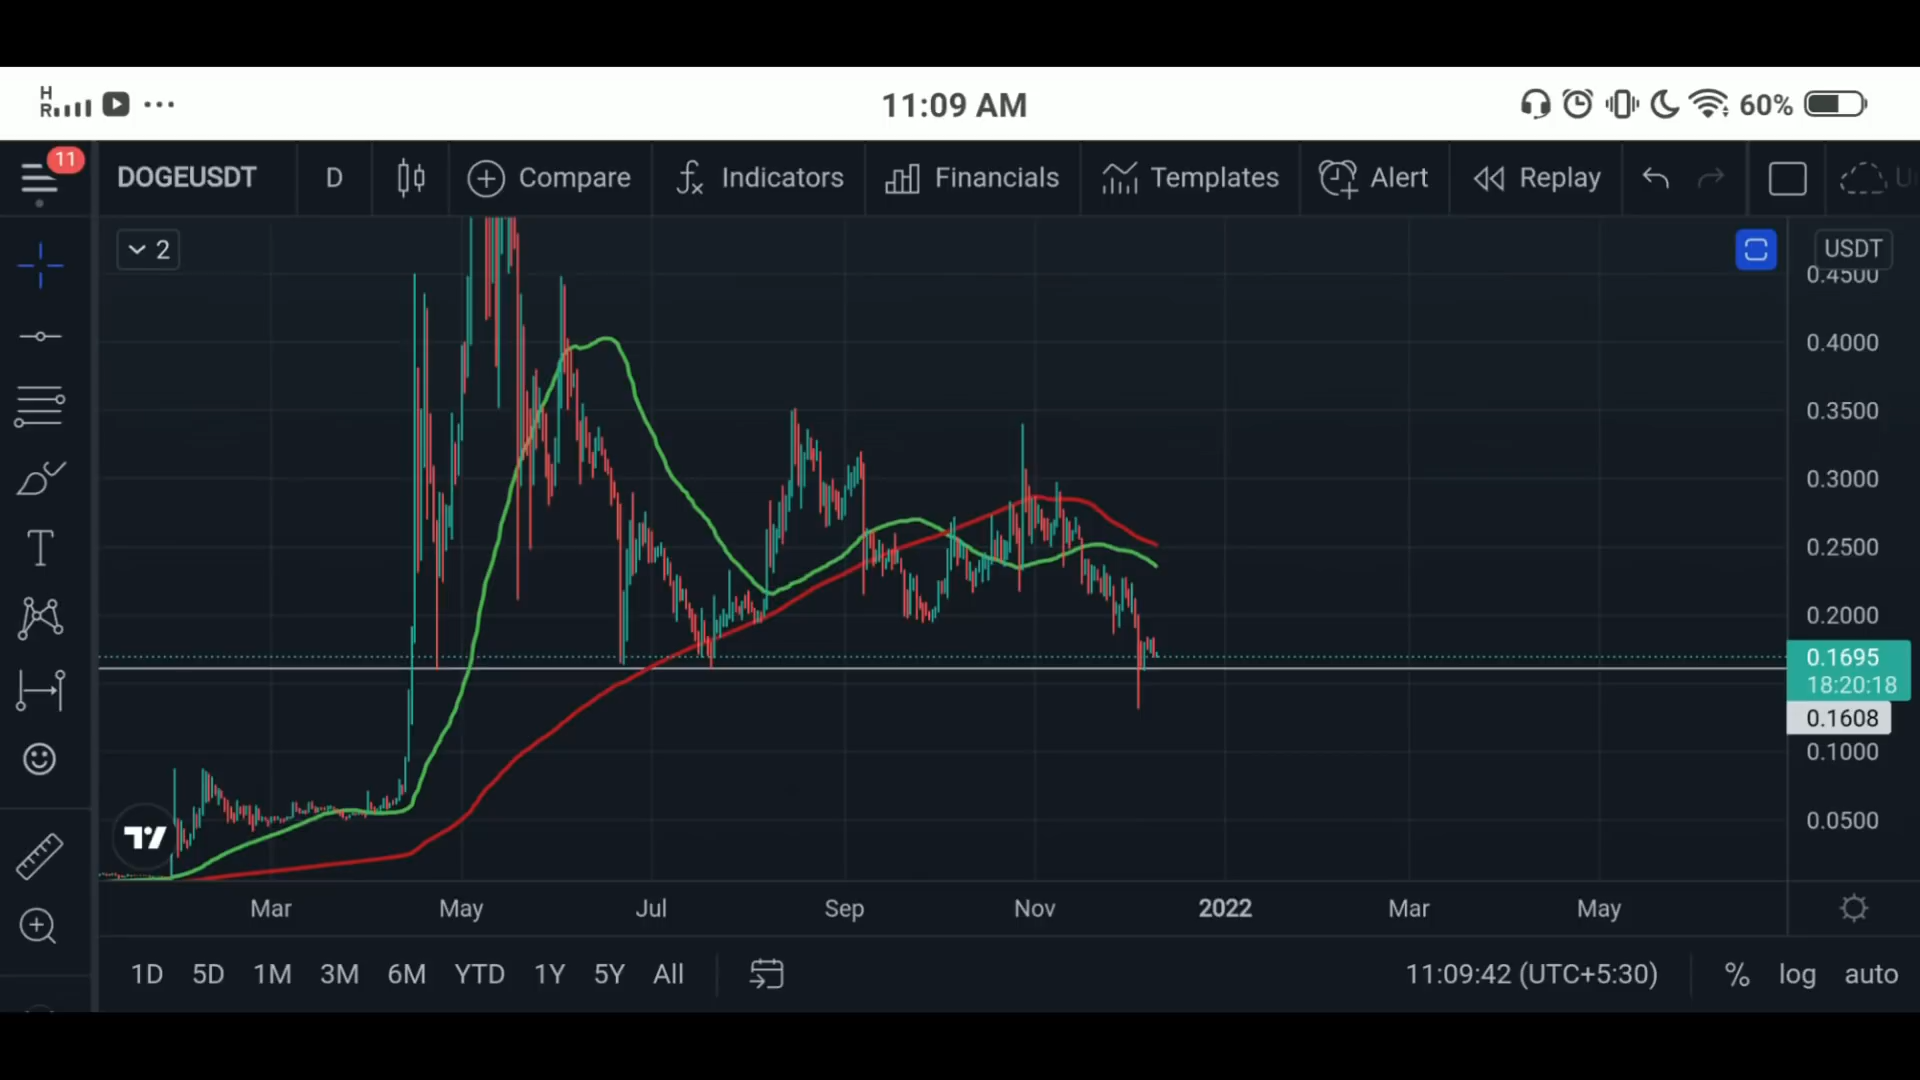 H
R
11:09 AM
60%
11
DOGEUSDT D Compare Indicators Financials Templates Alert Replay
2
USDT
0.4500
0.4000
0.3500
0.3000
0.2500
0.2000
0.1695
18:20:18
0.1608
0.1000
0.0500
Mar May Jul Sep Nov 2022 Mar May
1D 5D 1M 3M 6M YTD 1Y 5Y All
11:09:42 (UTC+5:30) % log auto